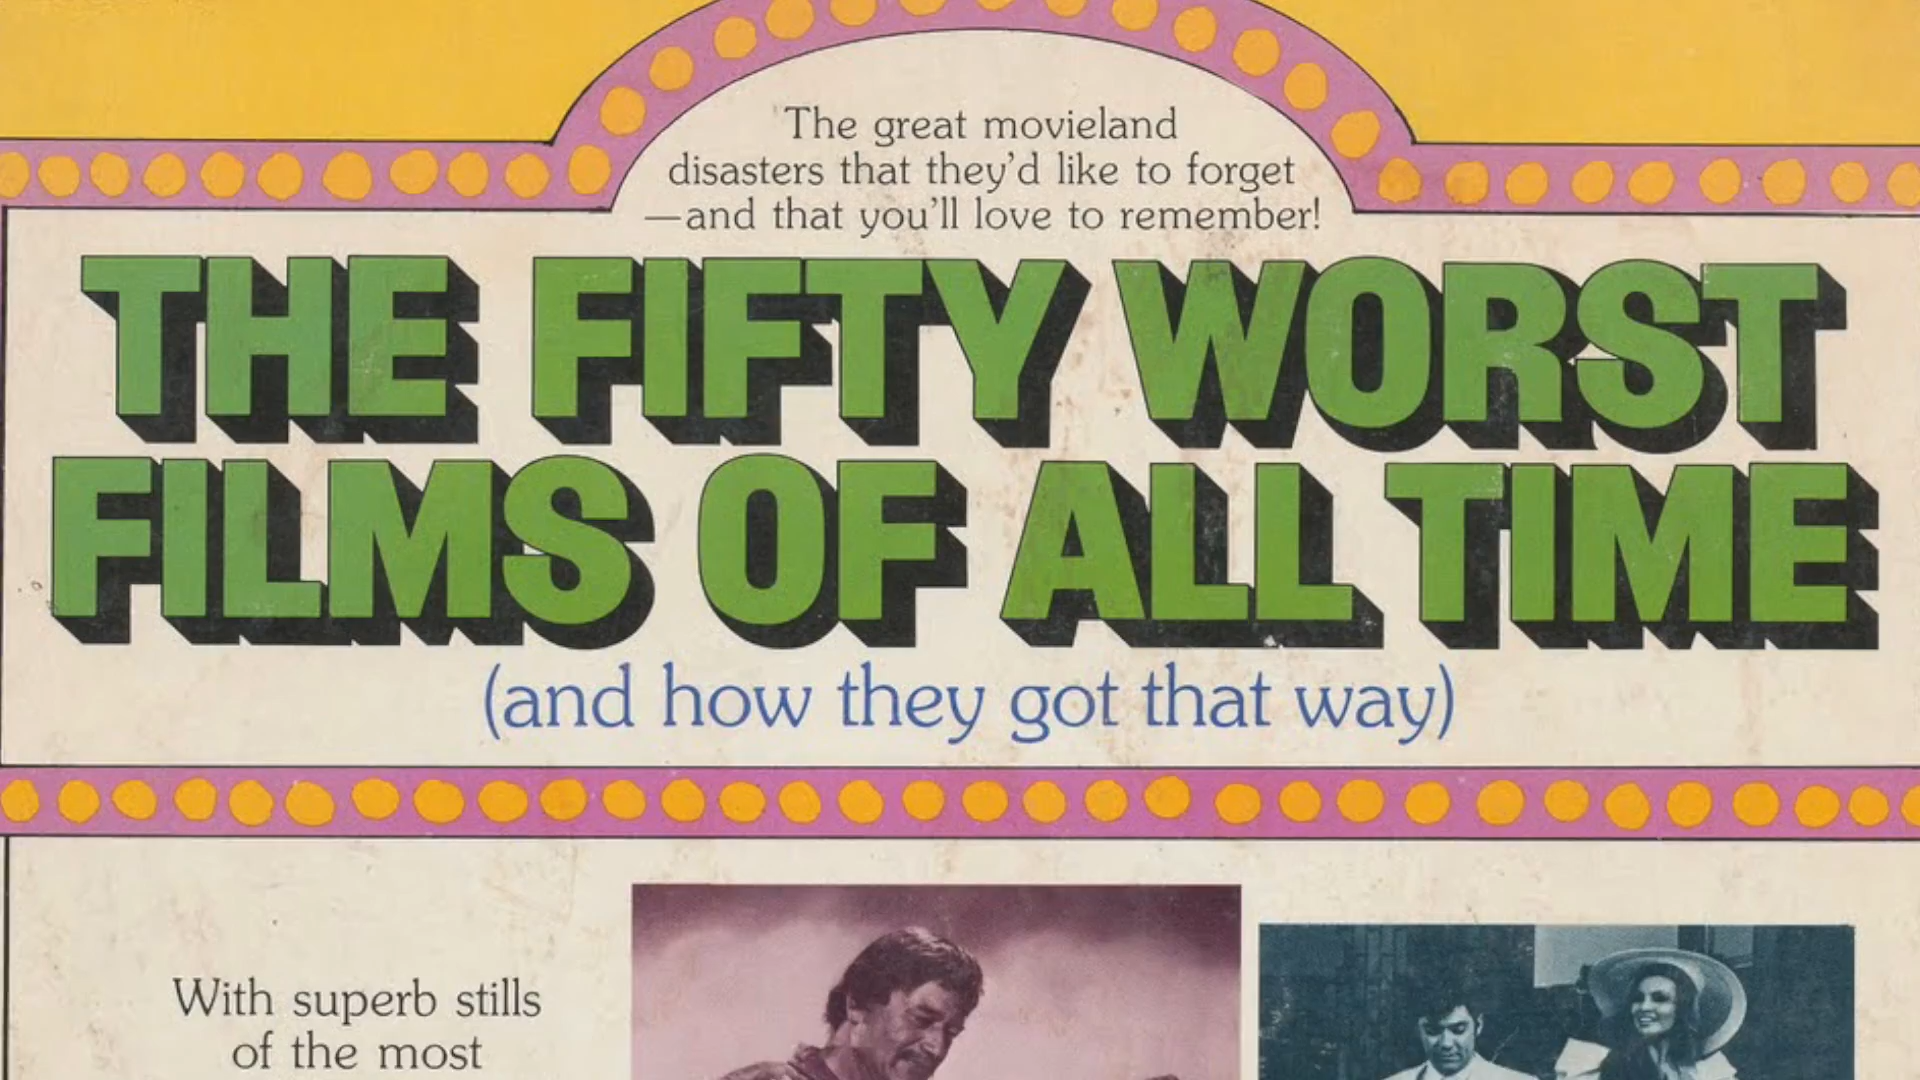 The great movieland
disasters that they'd like to forget
—and that you'll love to remember!
THE FIFTY WORST
FILMS OF ALL TIME
(and how they got that way)
With superb stills
of the most